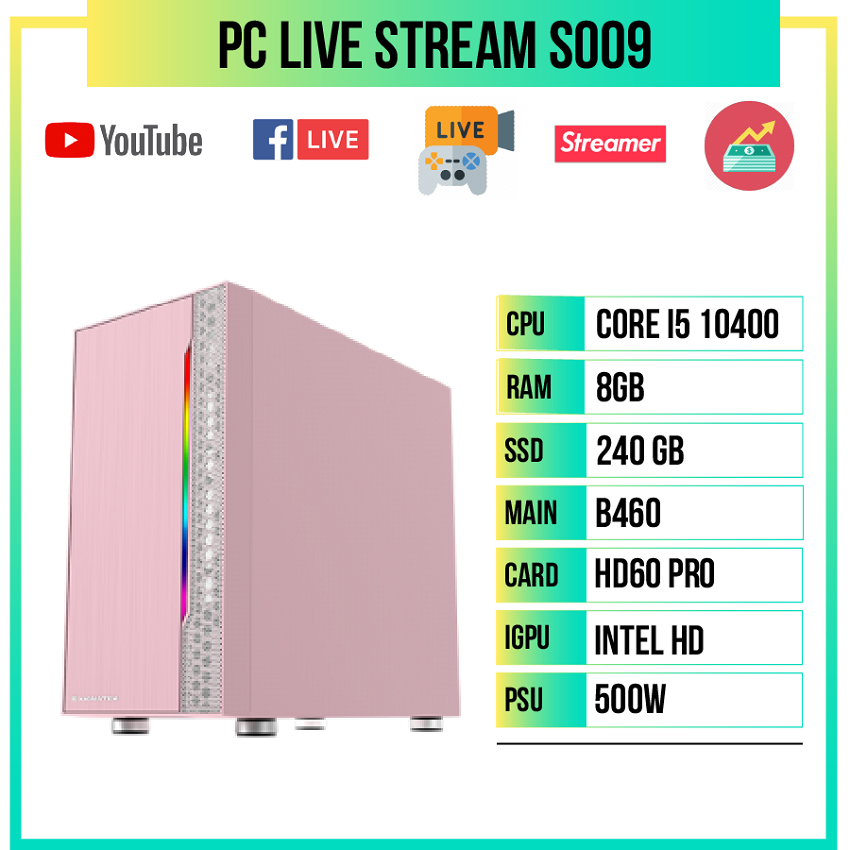 PC LIVE STREAM S009
YouTube
f LIVE
LIVE
Streamer
$
CPU CORE I5 10400
RAM 8GB
SSD 240 GB
MAIN B460
CARD HD60 PRO
IGPU INTEL HD
PSU 500W